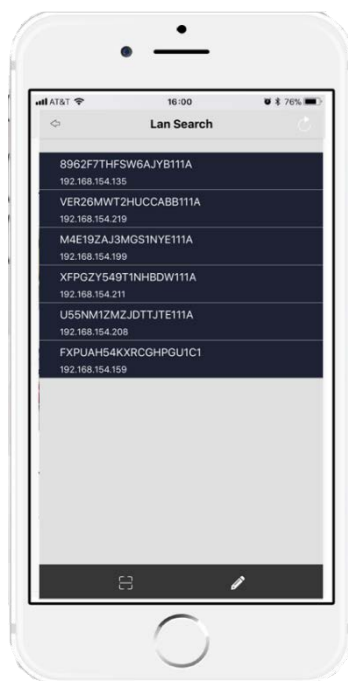 AT&T 16:00 76%
Lan Search
8962F7THFSW6AJYB111A
192.168.154.135
VER26MWT2HUCCABB111A
192.168.154.219
M4E19ZAJ3MGS1NYE111A
192.168.154.199
XFPGZY549T1NHBDW111A
192.168.154.211
U55NM1ZMZJDTTJTE111A
192.168.154.208
FXPUAH54KXRCGHPGU1C1
192.168.154.159